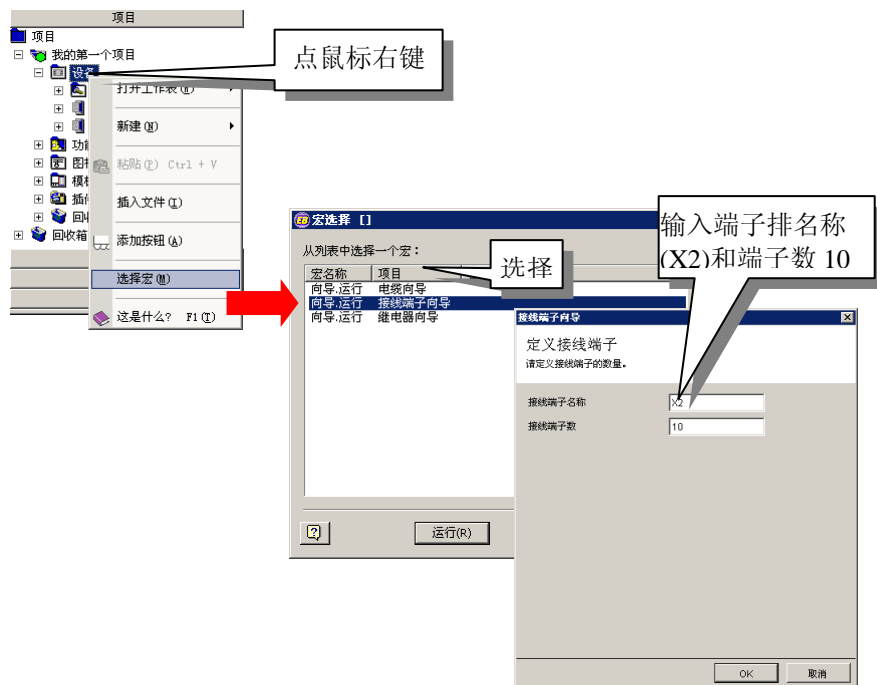 项目
项目
我的第一个项目
设备
打开工作表(W)
新建(N)
粘贴(P) Ctrl + V
插入文件(I)
添加按钮(A)
选择宏(M)
这是什么? F1(T)
回收箱
点鼠标右键
宏选择 []
从列表中选择一个宏：
宏名称 项目
向导.运行 电缆向导
向导.运行 接线端子向导
向导.运行 继电器向导
运行(R)
选择
输入端子排名称
(X2)和端子数 10
接线端子向导
定义接线端子
请定义接线端子的数量。
接线端子名称 X2
接线端子数 10
OK 取消